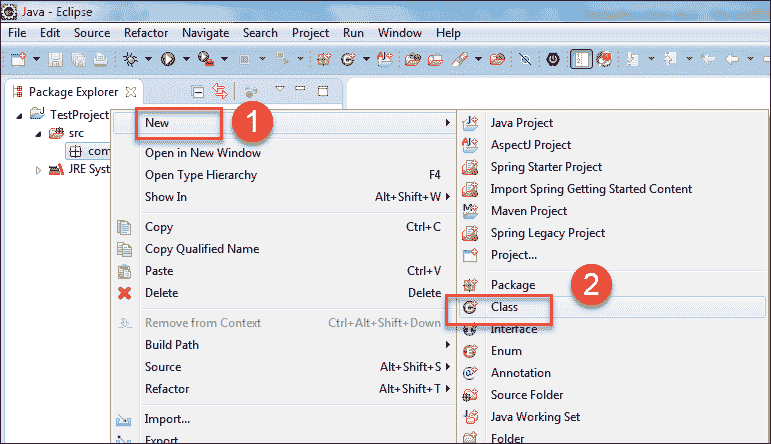 Java - Eclipse
File Edit Source Refactor Navigate Search Project Run Window Help
Package Explorer
TestProject
src
com
JRE Syst
New
1
Open in New Window
Open Type Hierarchy F4
Show In Alt+Shift+W
Copy Ctrl+C
Copy Qualified Name
Paste Ctrl+V
Delete Delete
Remove from Context Ctrl+Alt+Shift+Down
Build Path
Source Alt+Shift+S
Refactor Alt+Shift+T
Import...
Export
Java Project
AspectJ Project
Spring Starter Project
Import Spring Getting Started Content
Maven Project
Spring Legacy Project
Project...
Package
2
Class
Interface
Enum
Annotation
Source Folder
Java Working Set
Folder